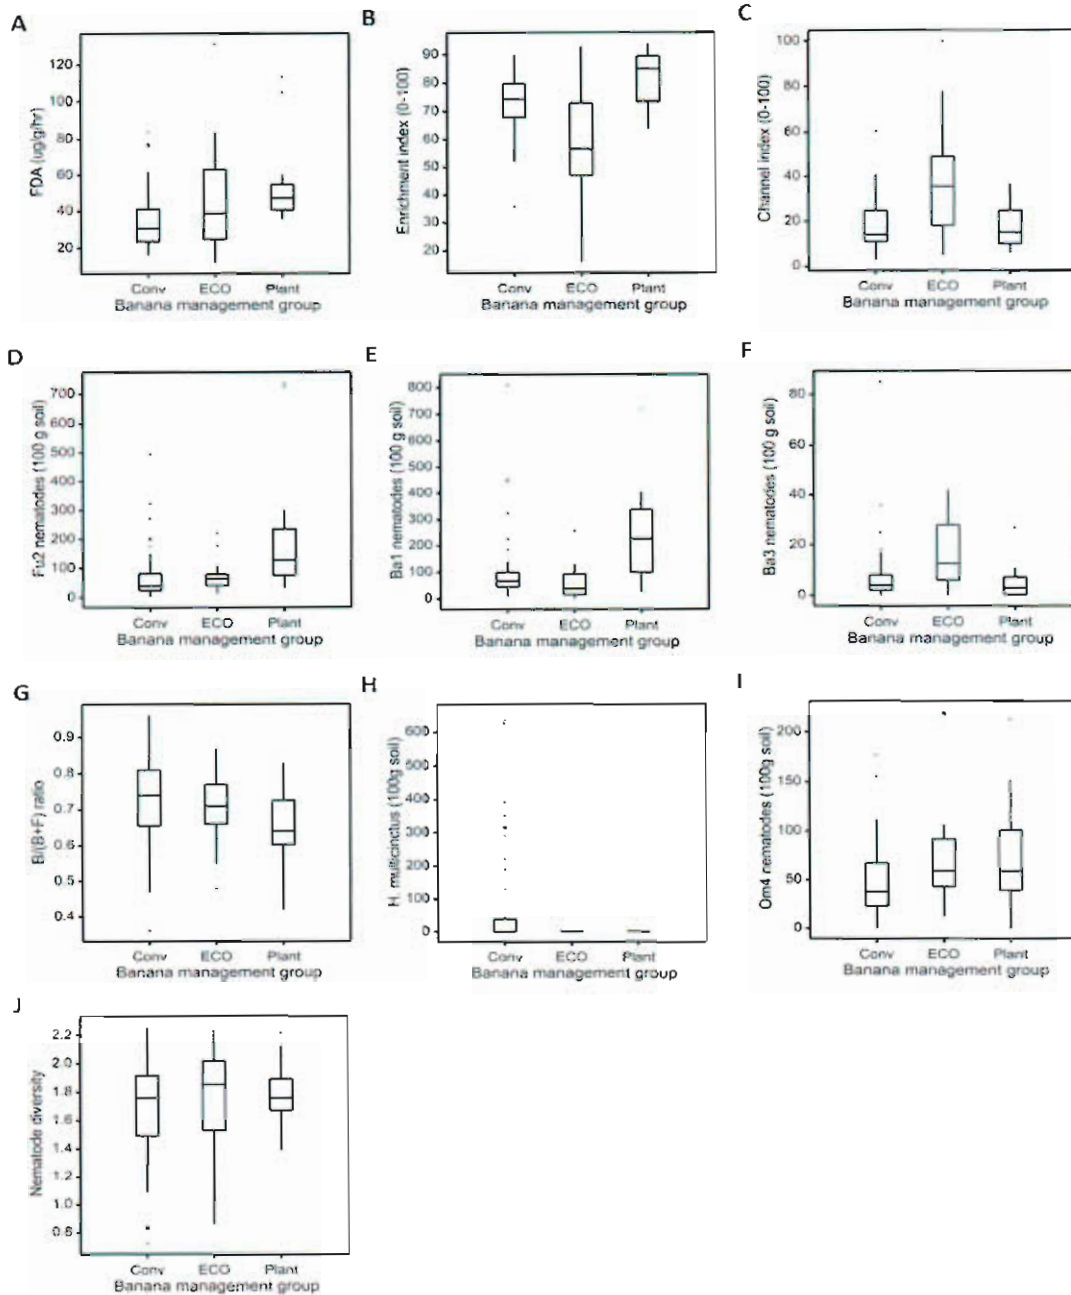 A
FDA (ug/g/hr)
120
100
80
60
40
20
Conv ECO Plant
Banana management group
B
Enrichment index (0-100)
90
80
70
60
50
40
30
20
Conv ECO Plant
Banana management group
C
Channel index (0-100)
100
80
60
40
20
0
Conv ECO Plant
Banana management group
D
Fu2 nematodes (100 g soil)
700
600
500
400
300
200
100
0
Conv ECO Plant
Banana management group
E
Ba1 nematodes (100 g soil)
800
700
600
500
400
300
200
100
0
Conv ECO Plant
Banana management group
F
Ba3 nematodes (100 g soil)
80
60
40
20
0
Conv ECO Plant
Banana management group
G
B/(B+F) ratio
0.9
0.8
0.7
0.6
0.5
0.4
Conv ECO Plant
Banana management group
H
H. multicinctus (100g soil)
600
500
400
300
200
100
0
Conv ECO Plant
Banana management group
I
Om4 nematodes (100g soil)
200
150
100
50
0
Conv ECO Plant
Banana management group
J
Nematode diversity
2.2
2.0
1.8
1.6
1.4
1.2
1.0
0.8
Conv ECO Plant
Banana management group